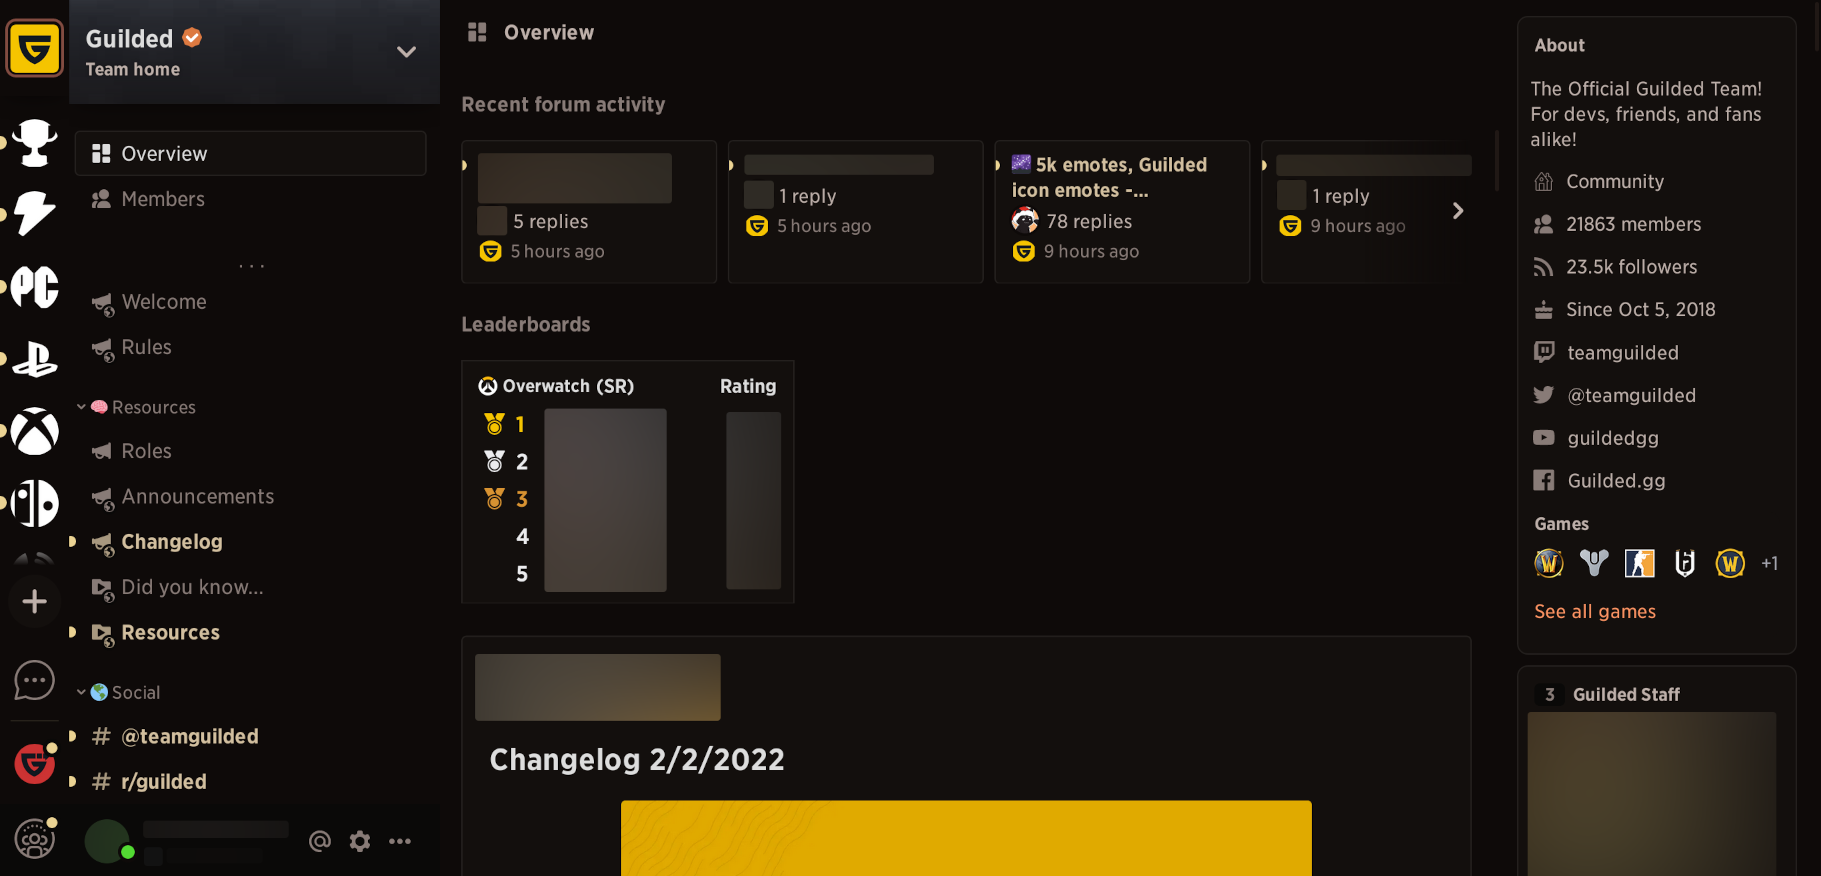 Guilded
Team home
Overview
Members
...
Welcome
Rules
Resources
Roles
Announcements
Changelog
Did you know...
Resources
Social
# @teamguilded
# r/guilded
Overview
Recent forum activity
5 replies
5 hours ago
1 reply
5 hours ago
5k emotes, Guilded
icon emotes -...
78 replies
9 hours ago
1 reply
9 hours ago
Leaderboards
Overwatch (SR) Rating
1
2
3
4
5
Changelog 2/2/2022
About
The Official Guilded Team!
For devs, friends, and fans
alike!
Community
21863 members
23.5k followers
Since Oct 5, 2018
teamguilded
@teamguilded
guildedgg
Guilded.gg
Games
+1
See all games
3 Guilded Staff